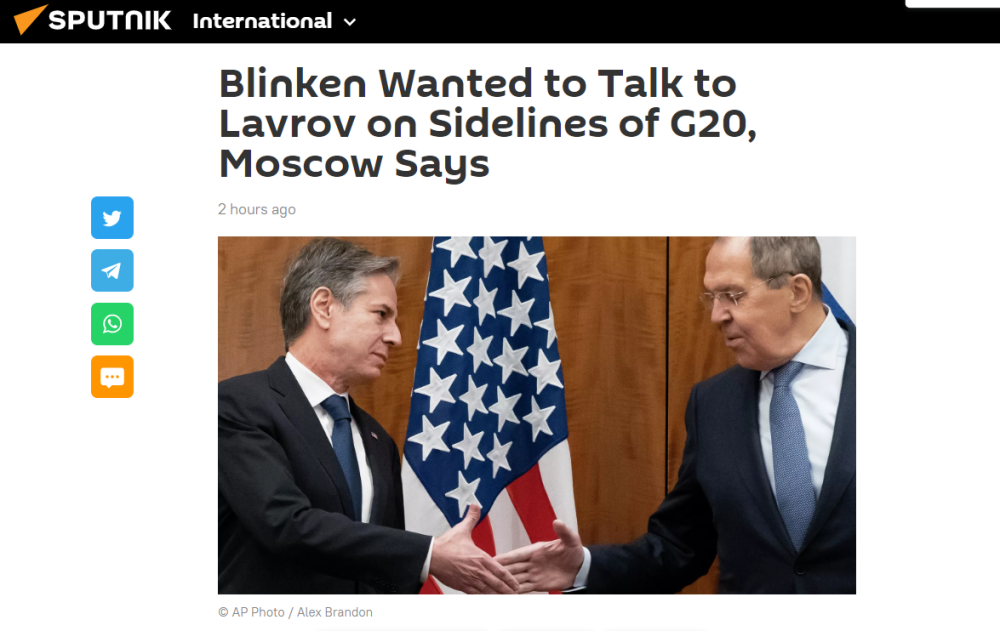 SPUTNIK International
Blinken Wanted to Talk to
Lavrov on Sidelines of G20,
Moscow Says
2 hours ago
© AP Photo / Alex Brandon